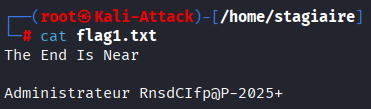 ┌──(root㉿Kali-Attack)-[/home/stagiaire]
└─# cat flag1.txt
The End Is Near
Administrateur RnsdCIfp@P-2025+